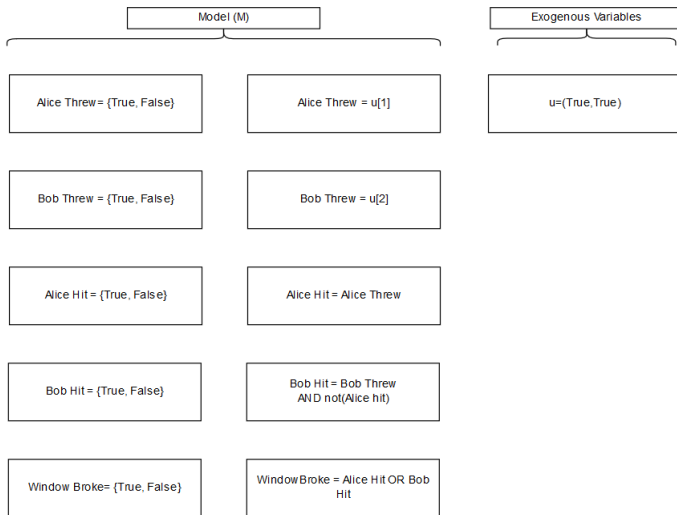 Model (M)
Exogenous Variables
Alice Threw= {True, False}
Alice Threw = u[1]
u=(True,True)
Bob Threw = {True, False}
Bob Threw = u[2]
Alice Hit = {True, False}
Alice Hit = Alice Threw
Bob Hit = {True, False}
Bob Hit = Bob Threw
AND not(Alice hit)
Window Broke= {True, False}
WindowBroke = Alice Hit OR Bob
Hit